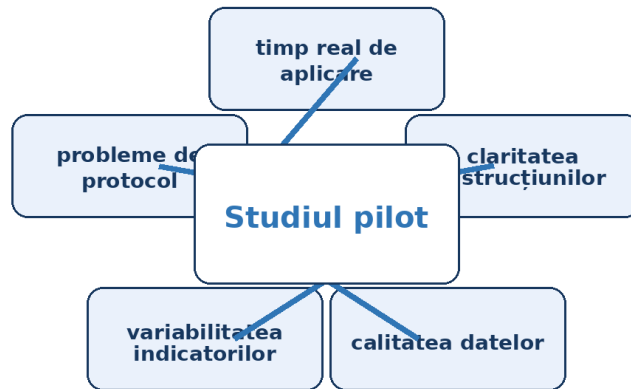 timp real de
aplicare
probleme de
protocol
claritatea
strucțiunilor
Studiul pilot
variabilitatea
indicatorilor
calitatea datelor